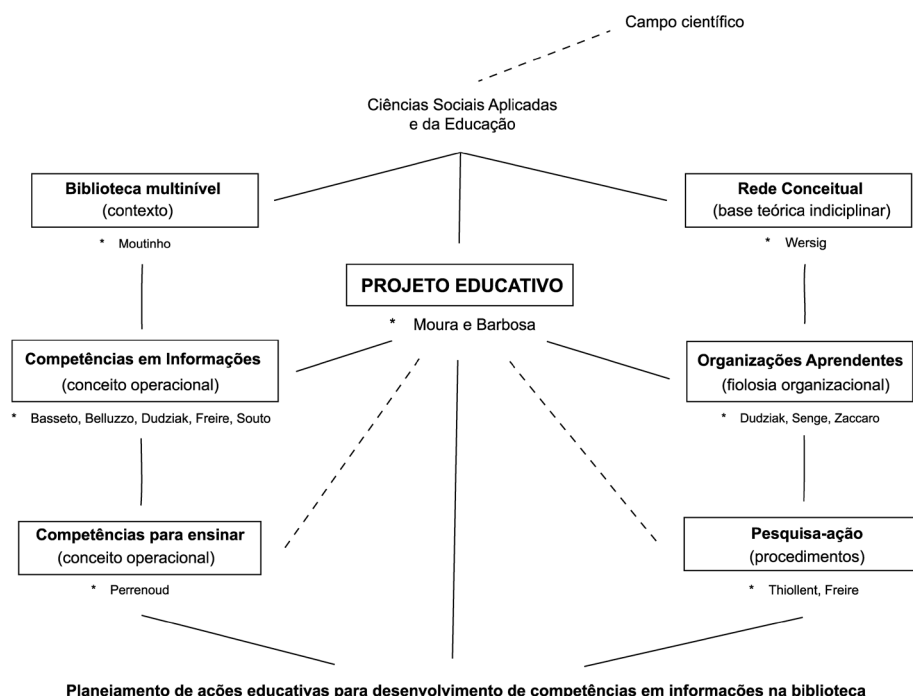 Campo científico
Ciências Sociais Aplicadas
e da Educação
Biblioteca multinível
(contexto)
* Moutinho
Rede Conceitual
(base teórica indiciplinar)
* Wersig
PROJETO EDUCATIVO
* Moura e Barbosa
Competências em Informações
(conceito operacional)
* Basseto, Belluzzo, Dudziak, Freire, Souto
Organizações Aprendentes
(fiolosia organizacional)
* Dudziak, Senge, Zaccaro
Competências para ensinar
(conceito operacional)
* Perrenoud
Pesquisa-ação
(procedimentos)
* Thiollent, Freire
Planejamento de ações educativas para desenvolvimento de competências em informações na biblioteca